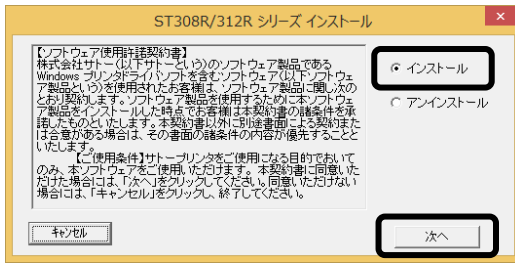 ST308R/312R シリーズ インストール
【ソフトウェア使用許諾契約書】
株式会社サトー(以下サトーという)のソフトウェア製品である
Windows プリンタドライバソフトを含むソフトウェア(以下ソフトウェ
ア製品という)を使用されたお客様は、ソフトウェア製品に関し次の
とおり契約します。ソフトウェア製品を使用するために本ソフトウェ
ア製品をインストールした時点でお客様は本契約書の諸条件を承
諾したものといたします。本契約書以外に別途書面による契約また
は合意がある場合は、その書面の諸条件の内容が優先することと
いたします。
【ご使用条件】サトープリンタをご使用になる目的でおいて
のみ、本ソフトウェアをご使用いただけます。 本契約書に同意いた
だけた場合には、「次へ」をクリックしてください。同意いただけない
場合には、「キャンセル」をクリックし、終了してください。
インストール
アンインストール
キャンセル
次へ